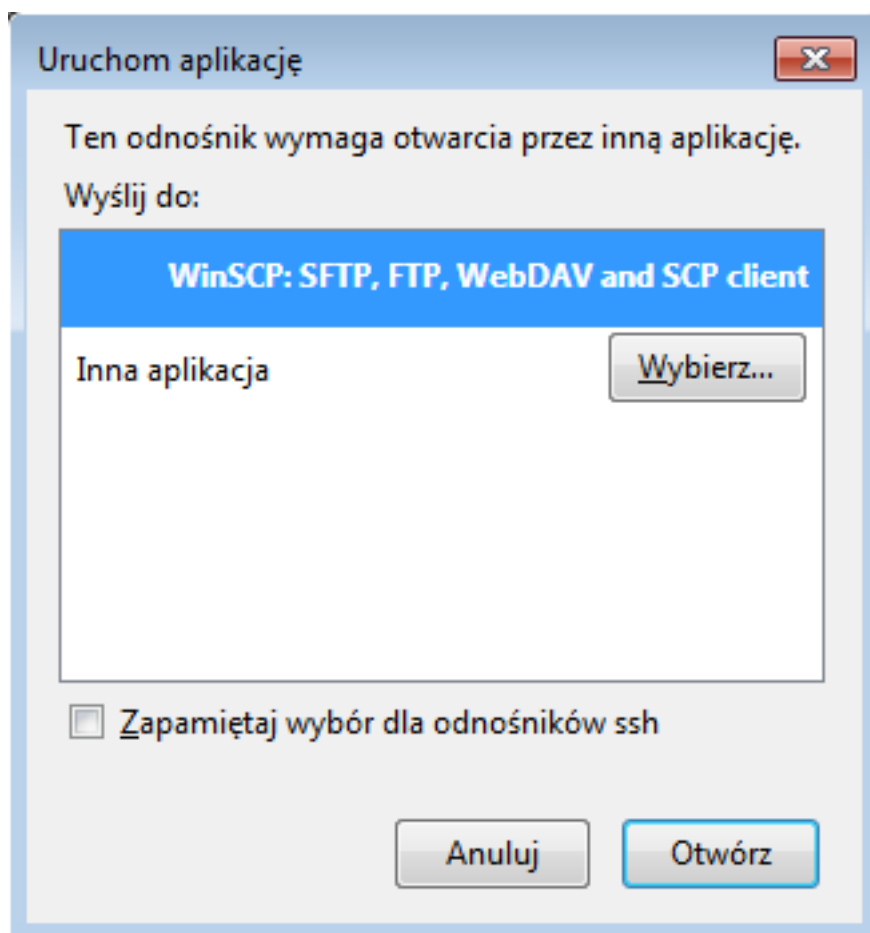 Uruchom aplikację
Ten odnośnik wymaga otwarcia przez inną aplikację.
Wyślij do:
WinSCP: SFTP, FTP, WebDAV and SCP client
Inna aplikacja
Wybierz...
Zapamiętaj wybór dla odnośników ssh
Anuluj
Otwórz